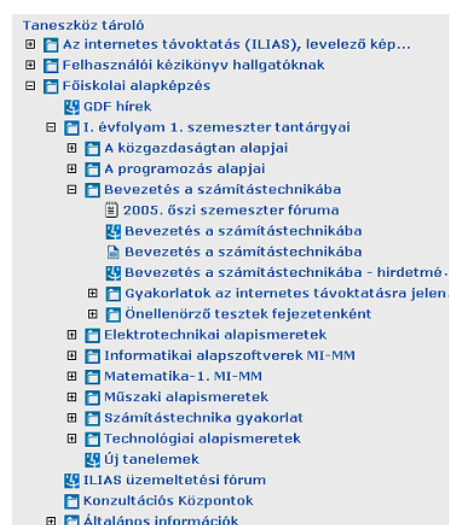 Taneszköz tároló
Az internetes távoktatás (ILIAS), levelező kép...
Felhasználói kézikönyv hallgatóknak
Főiskolai alapképzés
GDF hírek
I. évfolyam 1. szemeszter tantárgyai
A közgazdaságtan alapjai
A programozás alapjai
Bevezetés a számítástechnikába
2005. őszi szemeszter fóruma
Bevezetés a számítástechnikába
Bevezetés a számítástechnikába
Bevezetés a számítástechnikába - hirdetmé.
Gyakorlatok az internetes távoktatásra jelen.
Önellenörző tesztek fejezetenként
Elektrotechnikai alapismeretek
Informatikai alapszoftverek MI-MM
Matematika-1. MI-MM
Műszaki alapismeretek
Számítástechnika gyakorlat
Technológiai alapismeretek
Új tanelemek
ILIAS üzemeltetési fórum
Konzultációs Központok
Általános információk